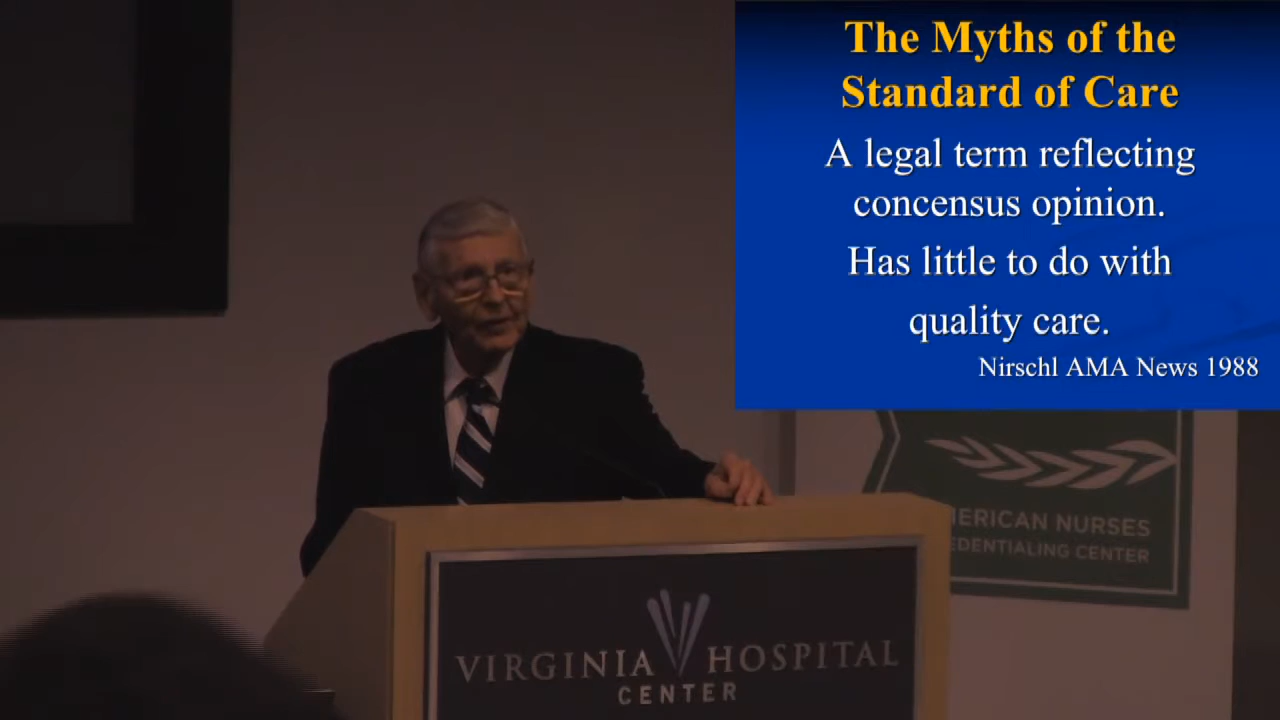 The Myths of the
Standard of Care
A legal term reflecting
concensus opinion.
Has little to do with
quality care.
Nirschl AMA News 1988
MERICAN NURSES
EDENTIALING CENTER
VIRGINIA HOSPITAL
CENTER